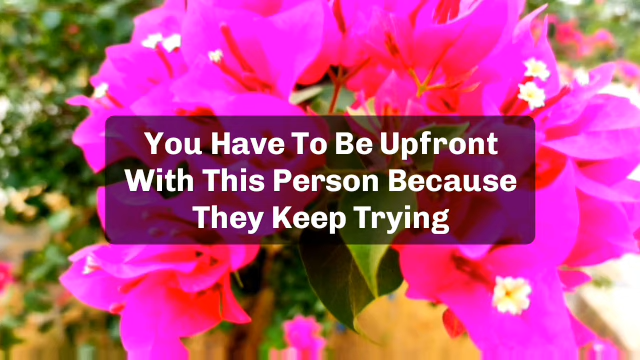 You Have To Be Upfront
With This Person Because
They Keep Trying